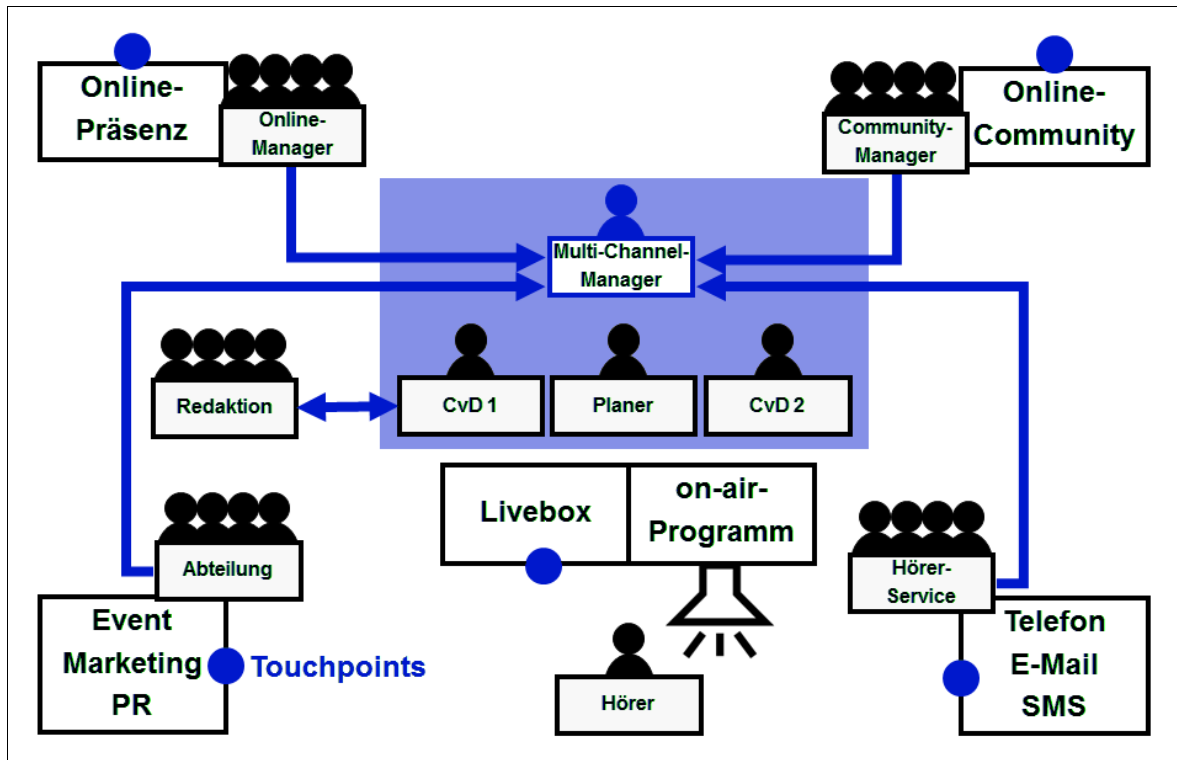 Online-
Präsenz
Online-
Manager
Community-
Manager
Online-
Community
Multi-Channel-
Manager
Redaktion
CvD 1
Planer
CvD 2
Livebox
on-air-
Programm
Abteilung
Hörer-
Service
Event
Marketing
PR
Touchpoints
Hörer
Telefon
E-Mail
SMS